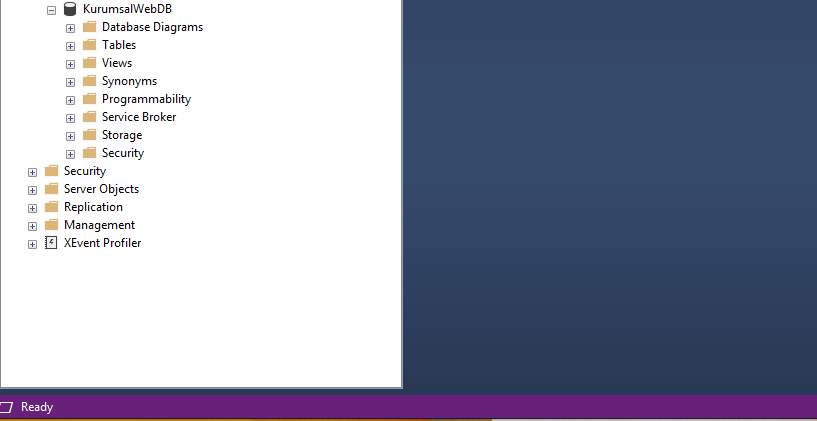 KurumsalWebDB
Database Diagrams
Tables
Views
Synonyms
Programmability
Service Broker
Storage
Security
Security
Server Objects
Replication
Management
XEvent Profiler
Ready